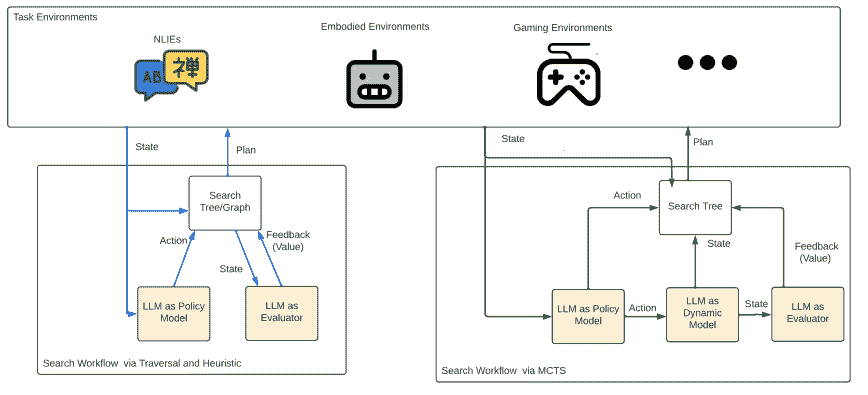 Task Environments
NLIEs
Embodied Environments
Gaming Environments
AB
禅
State
Plan
State
Plan
Search
Tree/Graph
Action
State
Feedback
(Value)
LLM as Policy
Model
LLM as
Evaluator
Search Workflow via Traversal and Heuristic
Action
Search Tree
State
Feedback
(Value)
LLM as Policy
Model
Action
LLM as
Dynamic
Model
State
LLM as
Evaluator
Search Workflow via MCTS